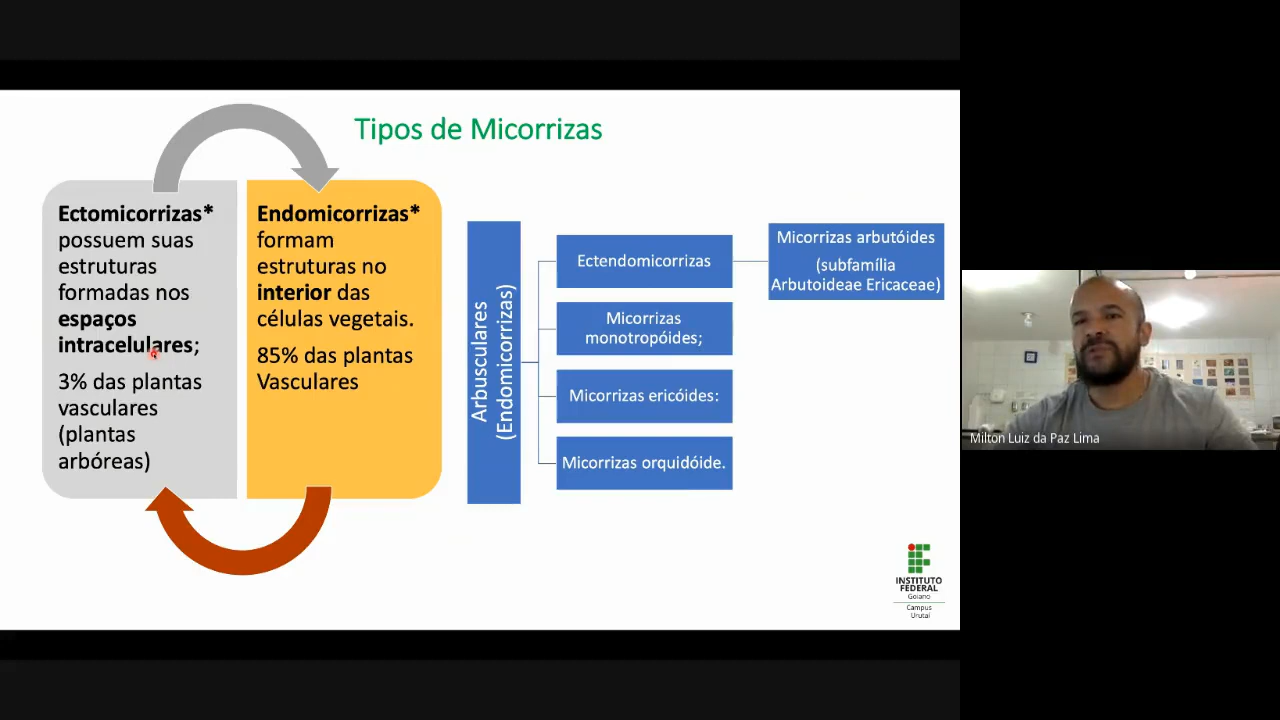 Tipos de Micorrizas
Ectomicorrizas*
possuem suas
estruturas
formadas nos
espaços
intracelulares;
3% das plantas
vasculares
(plantas
arbóreas)
Endomicorrizas*
formam
estruturas no
interior das
células vegetais.
85% das plantas
Vasculares
Arbusculares
(Endomicorrizas)
Ectendomicorrizas
Micorrizas
monotropóides;
Micorrizas ericóides:
Micorrizas orquidóide.
Micorrizas arbutóides
(subfamília
Arbutoideae Ericaceae)
INSTITUTO
FEDERAL
Goiano
Campus
Urutaí
Milton Luiz da Paz Lima